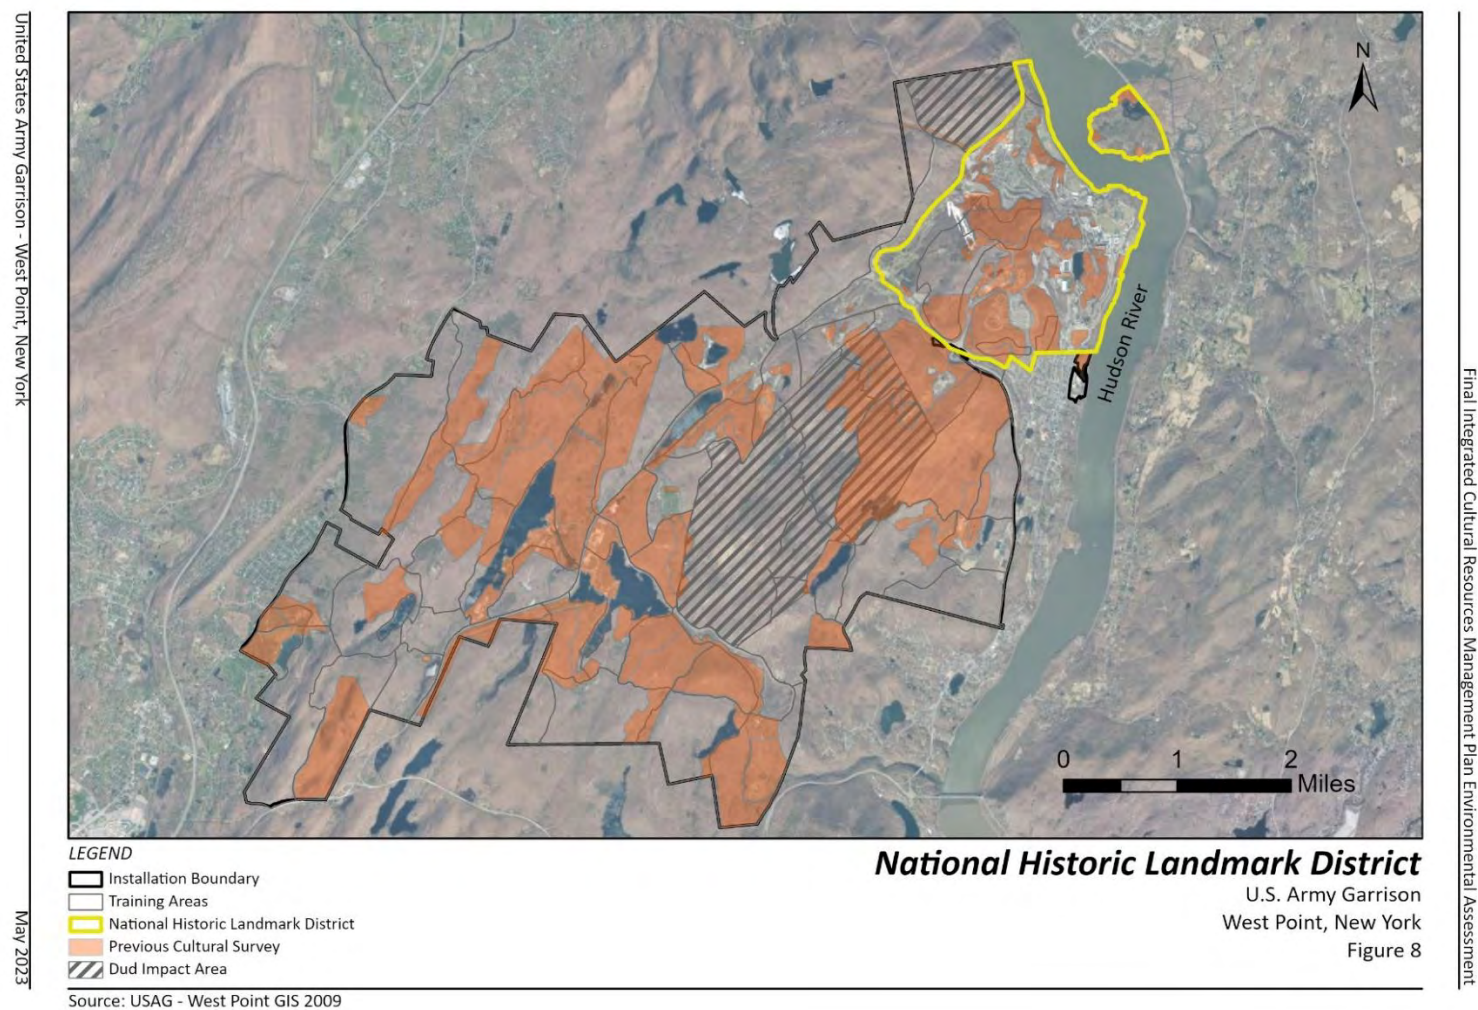 United States Army Garrison - West Point, New York
May 2023
N
Hudson River
0 1 2
Miles
LEGEND
Installation Boundary
Training Areas
National Historic Landmark District
Previous Cultural Survey
Dud Impact Area
National Historic Landmark District
U.S. Army Garrison
West Point, New York
Figure 8
Source: USAG - West Point GIS 2009
Final Integrated Cultural Resources Management Plan Environmental Assessment